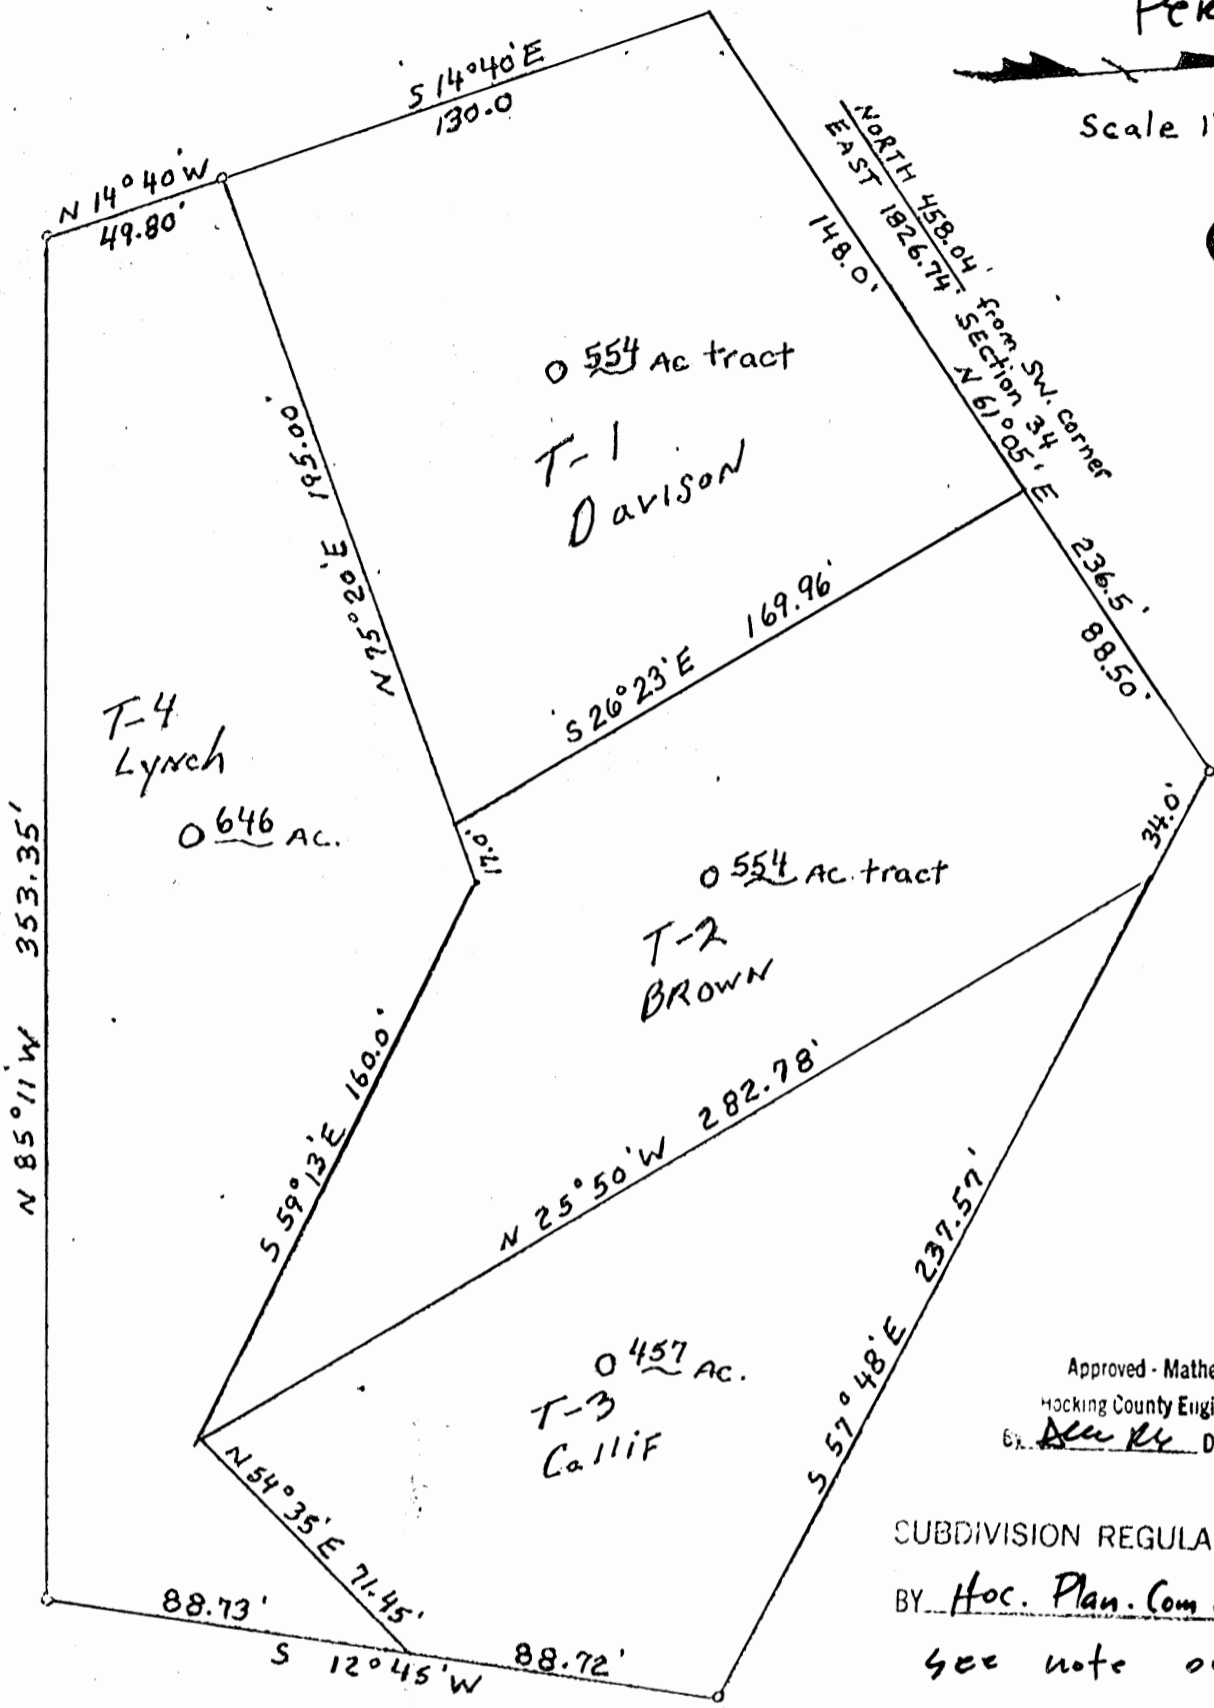 S 14°40'E
130.0
Scale 1"
N 14°40'W
49.80'
NORTH 458.04' from SW. corner
EAST 1826.74' Section 34
148.0'
N 61°05'E
236.5'
88.50'
0.554 Ac tract
T-1
Davison
N 75°20'E 185.00'
S 26°23'E 169.96'
T-4
Lynch
0.646 Ac.
17.0'
34.0'
0.554 Ac. tract
T-2
BROWN
N 85°11'W 353.35'
S 59°13'E 160.0'
N 25°50'W 282.78'
S 57°48'E 237.57'
0.457 Ac.
T-3
Callif
N 54°35'E 71.45'
88.73'
S 12°45'W
88.72'
Approved - Mathe
Hocking County Engi
By
SUBDIVISION REGULA
BY Hoc. Plan. Com
See note o